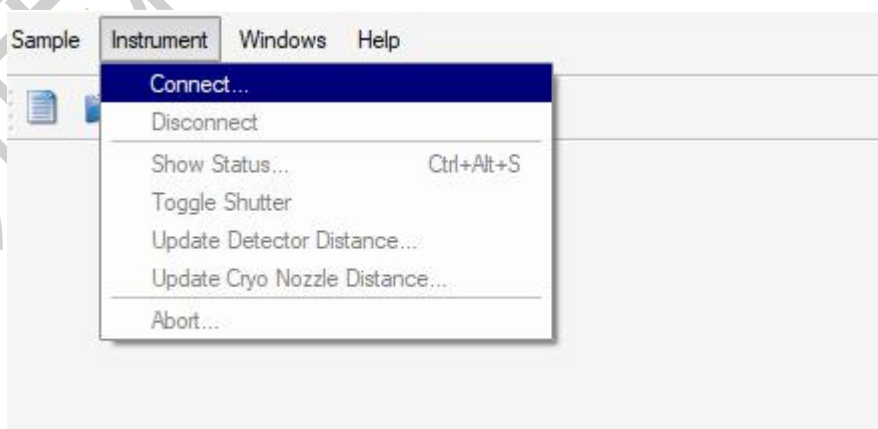 Sample Instrument Windows Help
Connect...
Disconnect
Show Status... Ctrl+Alt+S
Toggle Shutter
Update Detector Distance...
Update Cryo Nozzle Distance...
Abort...